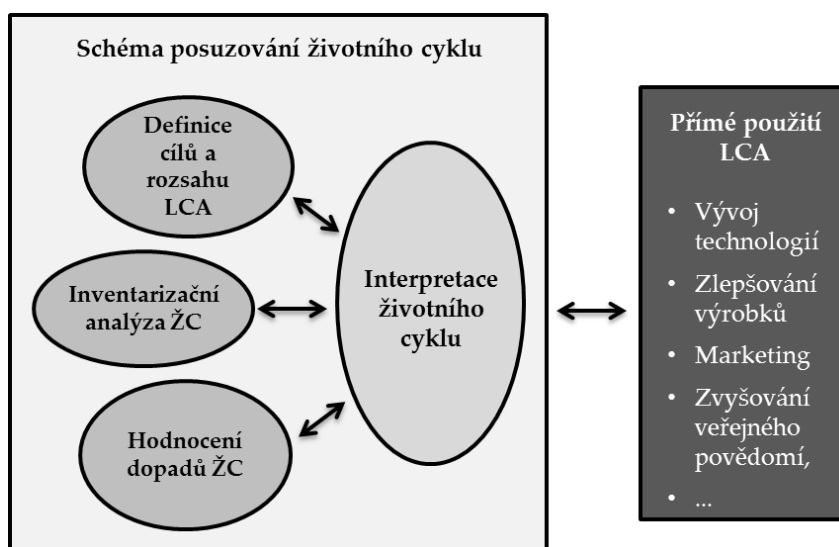 Schéma posuzování životního cyklu
Definice
cílů a
rozsahu
LCA
Inventarizační
analýza ŽC
Hodnocení
dopadů ŽC
Interpretace
životního
cyklu
Přímé použití
LCA
• Vývoj
technologií
• Zlepšování
výrobků
• Marketing
• Zvyšování
veřejného
povědomí,
• ...